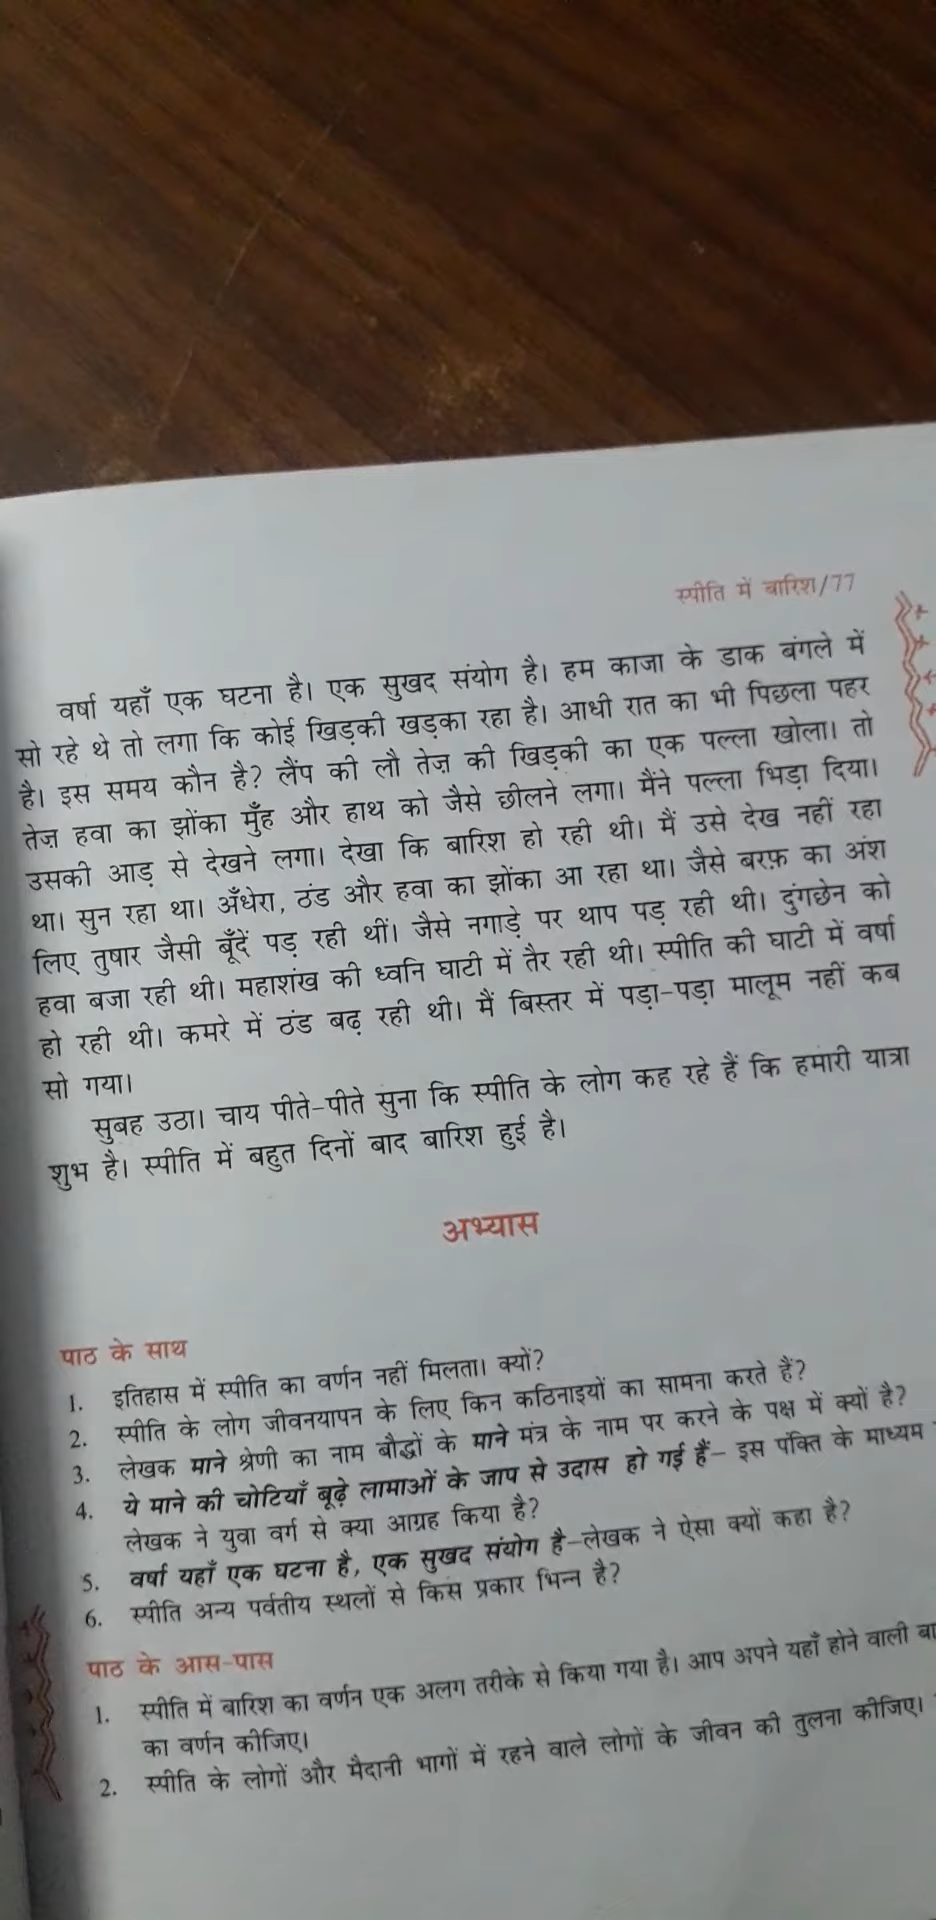 स्पीति में बारिश/77
वर्षा यहाँ एक घटना है। एक सुखद संयोग है। हम काजा के डाक बंगले में
सो रहे थे तो लगा कि कोई खिड़की खड़का रहा है। आधी रात का भी पिछला पहर
है। इस समय कौन है? लैंप की लौ तेज़ की खिड़की का एक पल्ला खोला। तो
तेज़ हवा का झोंका मुँह और हाथ को जैसे छीलने लगा। मैंने पल्ला भिड़ा दिया।
उसकी आड़ से देखने लगा। देखा कि बारिश हो रही थी। मैं उसे देख नहीं रहा
था। सुन रहा था। अँधेरा, ठंड और हवा का झोंका आ रहा था। जैसे बरफ़ का अंश
लिए तुषार जैसी बूँदें पड़ रही थीं। जैसे नगाड़े पर थाप पड़ रही थी। दुंगछेन को
हवा बजा रही थी। महाशंख की ध्वनि घाटी में तैर रही थी। स्पीति की घाटी में वर्षा
हो रही थी। कमरे में ठंड बढ़ रही थी। मैं बिस्तर में पड़ा-पड़ा मालूम नहीं कब
सो गया।
सुबह उठा। चाय पीते-पीते सुना कि स्पीति के लोग कह रहे हैं कि हमारी यात्रा
शुभ है। स्पीति में बहुत दिनों बाद बारिश हुई है।
अभ्यास
पाठ के साथ
1. इतिहास में स्पीति का वर्णन नहीं मिलता। क्यों?
2. स्पीति के लोग जीवनयापन के लिए किन कठिनाइयों का सामना करते हैं?
3. लेखक माने श्रेणी का नाम बौद्धों के माने मंत्र के नाम पर करने के पक्ष में क्यों है?
4. ये माने की चोटियाँ बूढ़े लामाओं के जाप से उदास हो गई हैं– इस पंक्ति के माध्यम
लेखक ने युवा वर्ग से क्या आग्रह किया है?
5. वर्षा यहाँ एक घटना है, एक सुखद संयोग है–लेखक ने ऐसा क्यों कहा है?
6. स्पीति अन्य पर्वतीय स्थलों से किस प्रकार भिन्न है?
पाठ के आस-पास
1. स्पीति में बारिश का वर्णन एक अलग तरीके से किया गया है। आप अपने यहाँ होने वाली बा
का वर्णन कीजिए।
2. स्पीति के लोगों और मैदानी भागों में रहने वाले लोगों के जीवन की तुलना कीजिए।